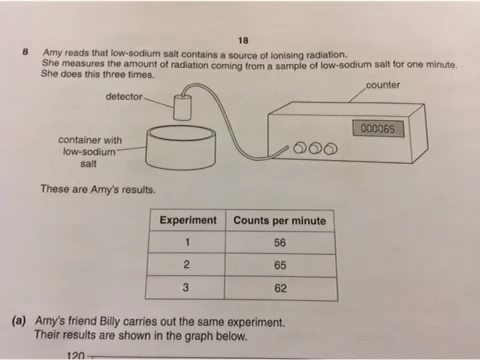 18
8 Amy reads that low-sodium salt contains a source of ionising radiation.
She measures the amount of radiation coming from a sample of low-sodium salt for one minute.
She does this three times.
counter
detector
000065
container with
low-sodium
salt
These are Amy's results.
Experiment Counts per minute
1 56
2 65
3 62
(a) Amy's friend Billy carries out the same experiment.
Their results are shown in the graph below.
120